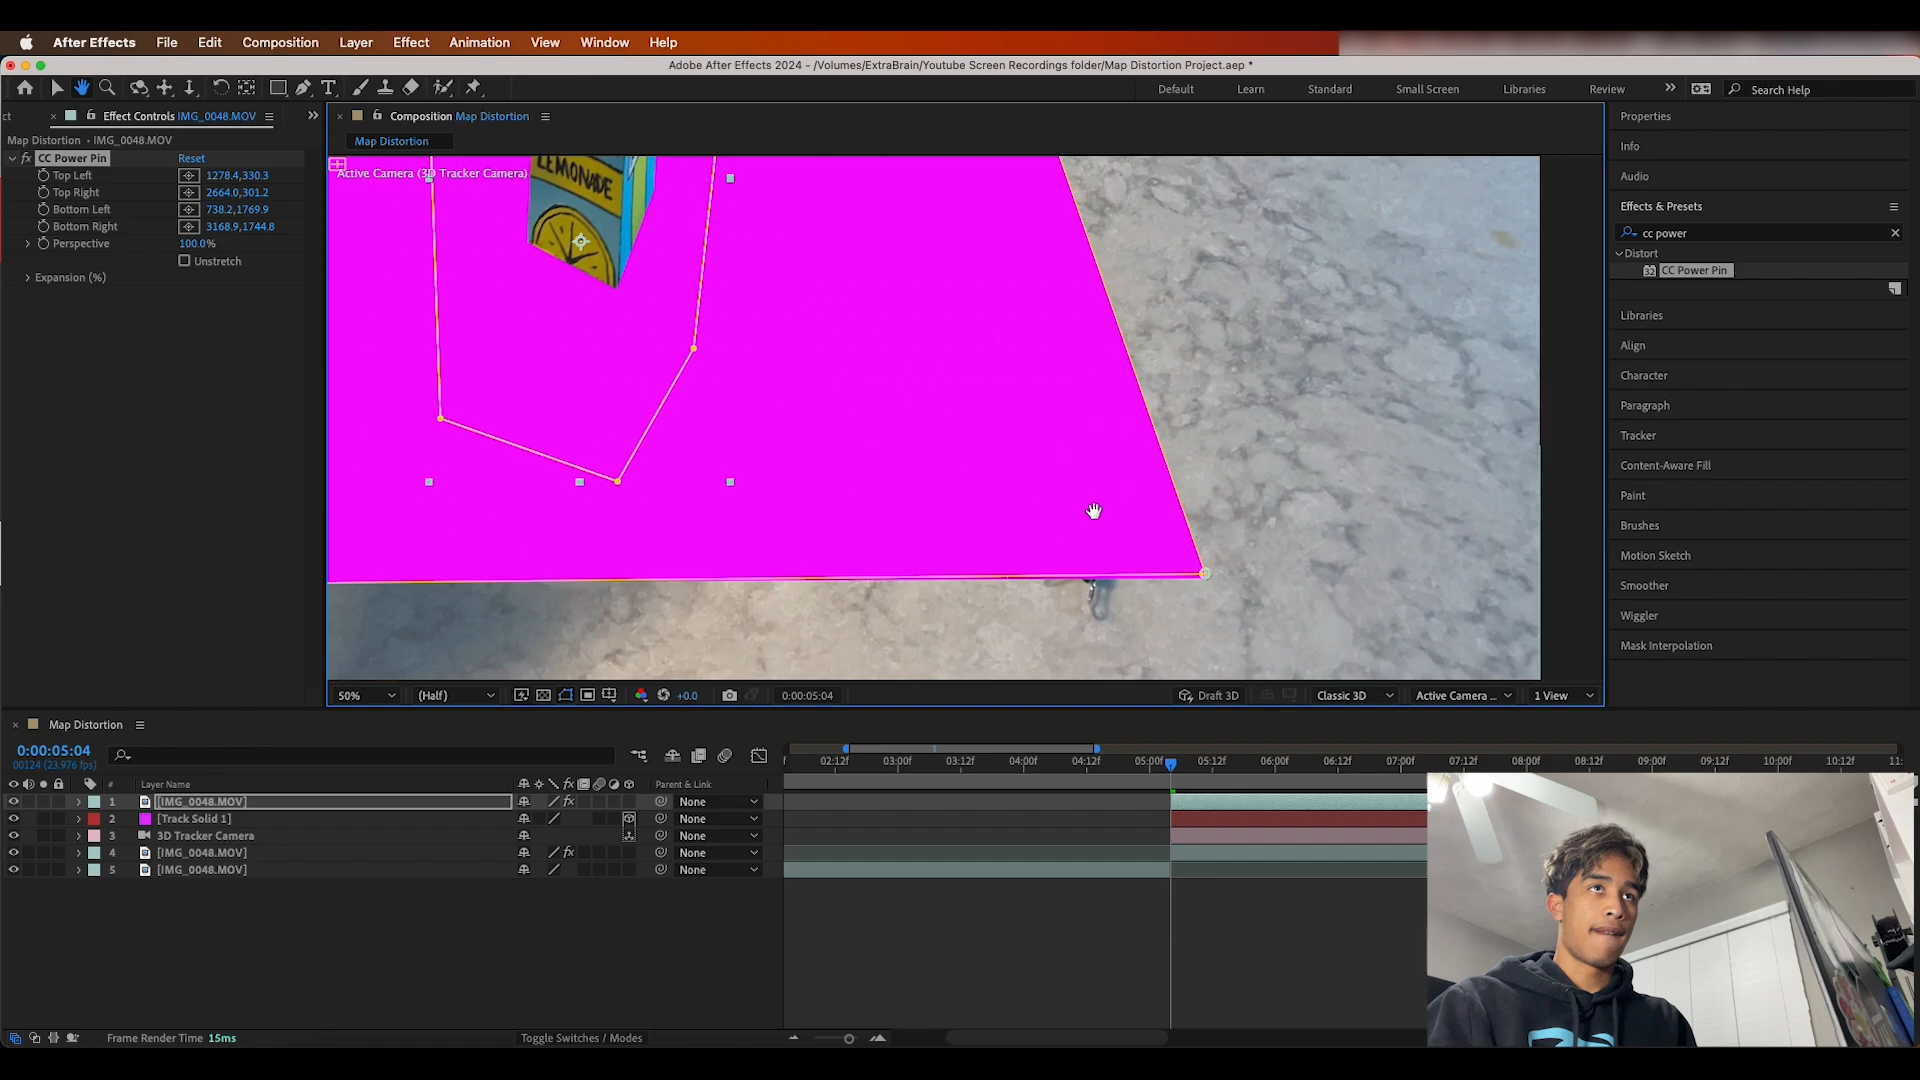 After Effects File Edit Composition Layer Effect Animation View Window Help
Adobe After Effects 2024 - /Volumes/ExtraBrain/Youtube Screen Recordings folder/Map Distortion Project.aep *
Default Learn Standard Small Screen Libraries Review Search Help
ct Effect Controls IMG_0048.MOV
Map Distortion • IMG_0048.MOV
fx CC Power Pin Reset
Top Left 1278.4,330.3
Top Right 2664.0,301.2
Bottom Left 738.2,1769.9
Bottom Right 3168.9,1744.8
Perspective 100.0%
Unstretch
Expansion (%)
Composition Map Distortion
Map Distortion
Active Camera (3D Tracker Camera)
LEMONADE
50% (Half) +0.0 0:00:05:04 Draft 3D Classic 3D Active Camera ... 1 View
Properties
Info
Audio
Effects & Presets
cc power
Distort
32 CC Power Pin
Libraries
Align
Character
Paragraph
Tracker
Content-Aware Fill
Paint
Brushes
Motion Sketch
Smoother
Wiggler
Mask Interpolation
Map Distortion
0:00:05:04
00124 (23.976 fps)
f 02:12f 03:00f 03:12f 04:00f 04:12f 05:00f 05:12f 06:00f 06:12f 07:00f 07:12f 08:00f 08:12f 09:00f 09:12f 10:00f 10:12f 11:
# Layer Name fx Parent & Link
1 [IMG_0048.MOV] fx None
2 [Track Solid 1] None
3 3D Tracker Camera None
4 [IMG_0048.MOV] fx None
5 [IMG_0048.MOV] None
Frame Render Time 15ms Toggle Switches / Modes